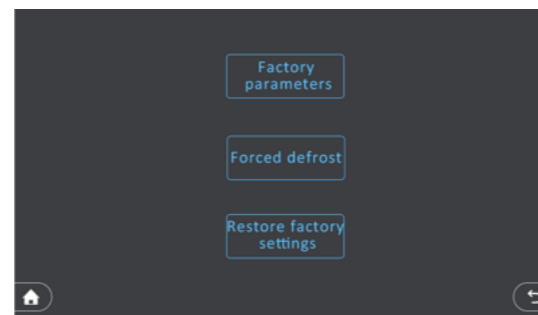 Factory
parameters
Forced defrost
Restore factory
settings